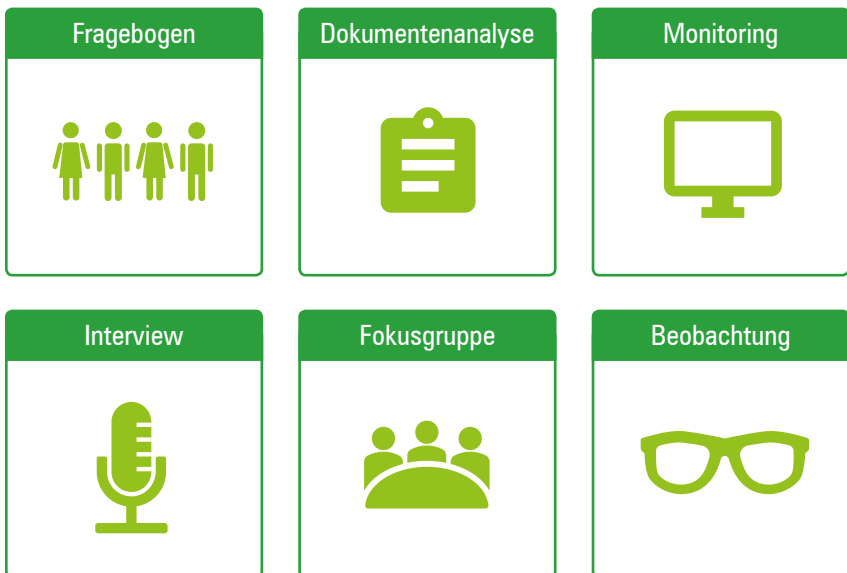 Fragebogen
Dokumentenanalyse
Monitoring
Interview
Fokusgruppe
Beobachtung